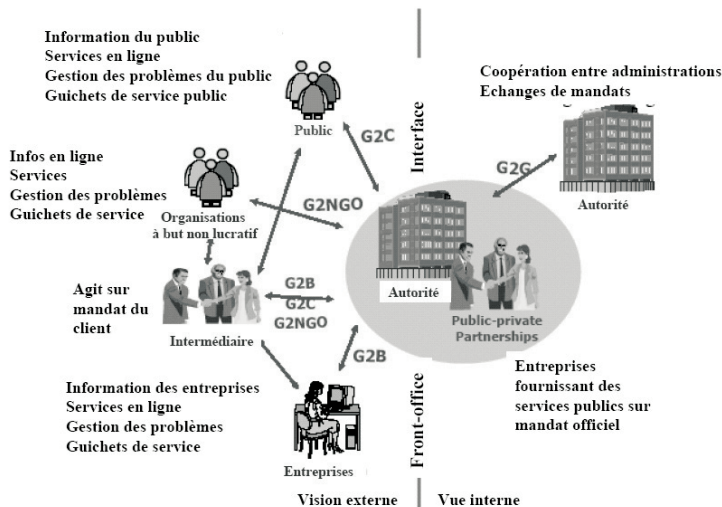 Information du public
Services en ligne
Gestion des problèmes du public
Guichets de service public
Public
G2C
Interface
Coopération entre administrations
Echanges de mandats
G2G
Autorité
Infos en ligne
Services
Gestion des problèmes
Guichets de service
Organisations
à but non lucratif
G2NGO
Autorité
Public-private
Partnerships
Agit sur
mandat du
client
Intermédiaire
G2B
G2C
G2NGO
G2B
Information des entreprises
Services en ligne
Gestion des problèmes
Guichets de service
Entreprises
Front-office
Entreprises
fournissant des
services publics sur
mandat officiel
Vision externe
Vue interne